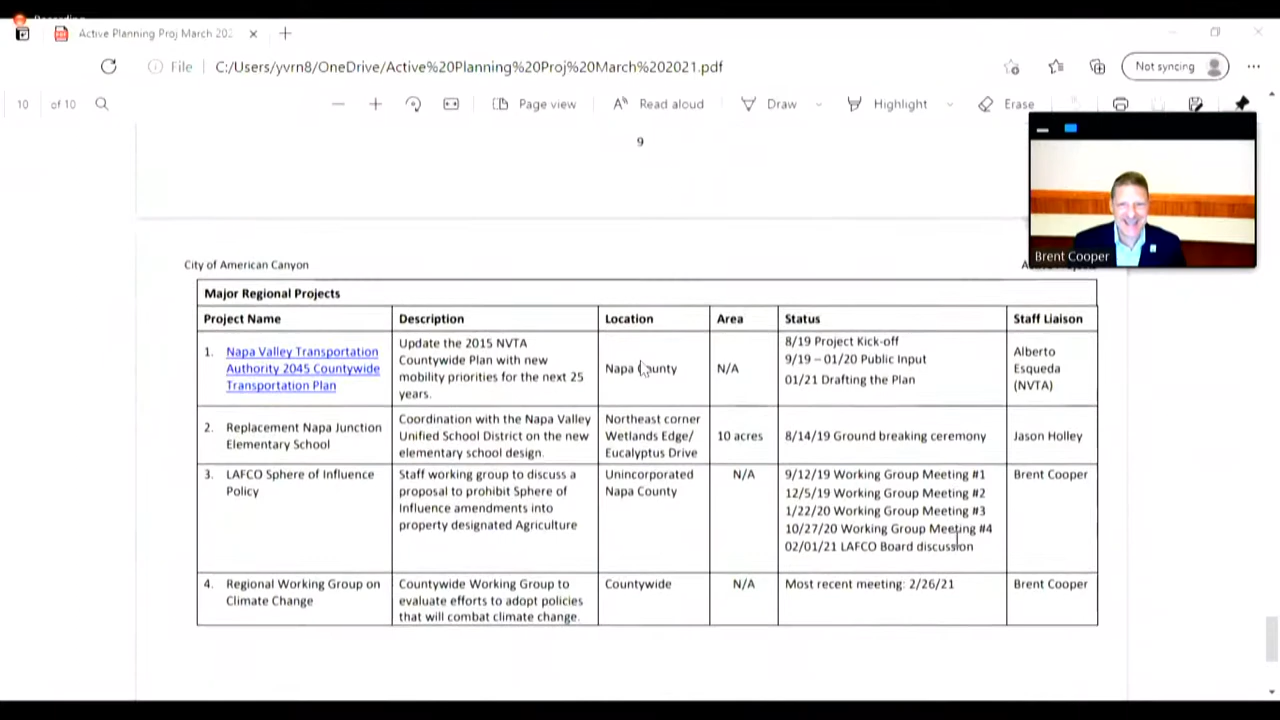 Recording
Active Planning Proj March 202
File C:/Users/yvrn8/OneDrive/Active%20Planning%20Proj%20March%202021.pdf
Not syncing
10 of 10
Page view
Read aloud
Draw
Highlight
Erase
9
Brent Cooper
City of American Canyon
Major Regional Projects
Project Name Description Location Area Status Staff Liaison
1. Napa Valley Transportation
Authority 2045 Countywide
Transportation Plan
Update the 2015 NVTA
Countywide Plan with new
mobility priorities for the next 25
years.
Napa County
N/A
8/19 Project Kick-off
9/19 – 01/20 Public Input
01/21 Drafting the Plan
Alberto
Esqueda
(NVTA)
2. Replacement Napa Junction
Elementary School
Coordination with the Napa Valley
Unified School District on the new
elementary school design.
Northeast corner
Wetlands Edge/
Eucalyptus Drive
10 acres
8/14/19 Ground breaking ceremony
Jason Holley
3. LAFCO Sphere of Influence
Policy
Staff working group to discuss a
proposal to prohibit Sphere of
Influence amendments into
property designated Agriculture
Unincorporated
Napa County
N/A
9/12/19 Working Group Meeting #1
12/5/19 Working Group Meeting #2
1/22/20 Working Group Meeting #3
10/27/20 Working Group Meeting #4
02/01/21 LAFCO Board discussion
Brent Cooper
4. Regional Working Group on
Climate Change
Countywide Working Group to
evaluate efforts to adopt policies
that will combat climate change.
Countywide
N/A
Most recent meeting: 2/26/21
Brent Cooper